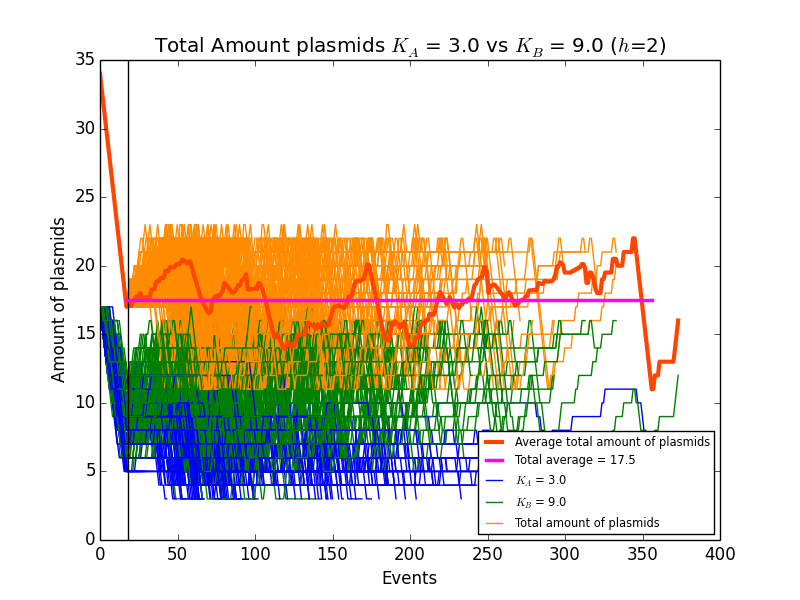 Total Amount plasmids K_A = 3.0 vs K_B = 9.0 (h=2)
35
30
25
20
15
10
5
0
Amount of plasmids
0 50 100 150 200 250 300 350 400
Events
Average total amount of plasmids
Total average = 17.5
K_A = 3.0
K_B = 9.0
Total amount of plasmids